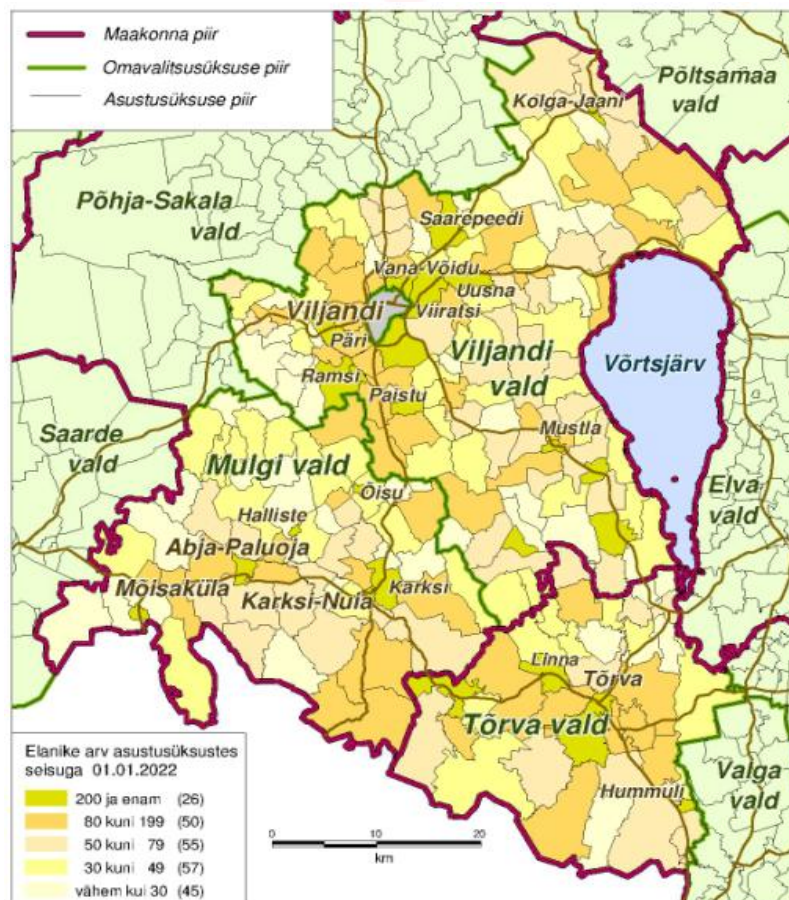 Maakonna piir
Omavalitsusüksuse piir
Asustusüksuse piir
Põltsamaa
vald
Kolga-Jaani
Põhja-Sakala
vald
Saarepeedi
Vana-Võidu
Uusna
Viljandi
Viiratsi
Päri
Viljandi
vald
Võrtsjärv
Ramsi
Paistu
Saarde
vald
Mustla
Mulgi vald
Elva
vald
Õisu
Halliste
Abja-Paluoja
Mõisaküla
Karksi
Karksi-Nuia
Linna
Tõrva
Tõrva vald
Valga
vald
Hummuli
Elanike arv asustusüksustes
seisuga 01.01.2022
200 ja enam (26)
80 kuni 199 (50)
50 kuni 79 (55)
30 kuni 49 (57)
vähem kui 30 (45)
0 10 20
km